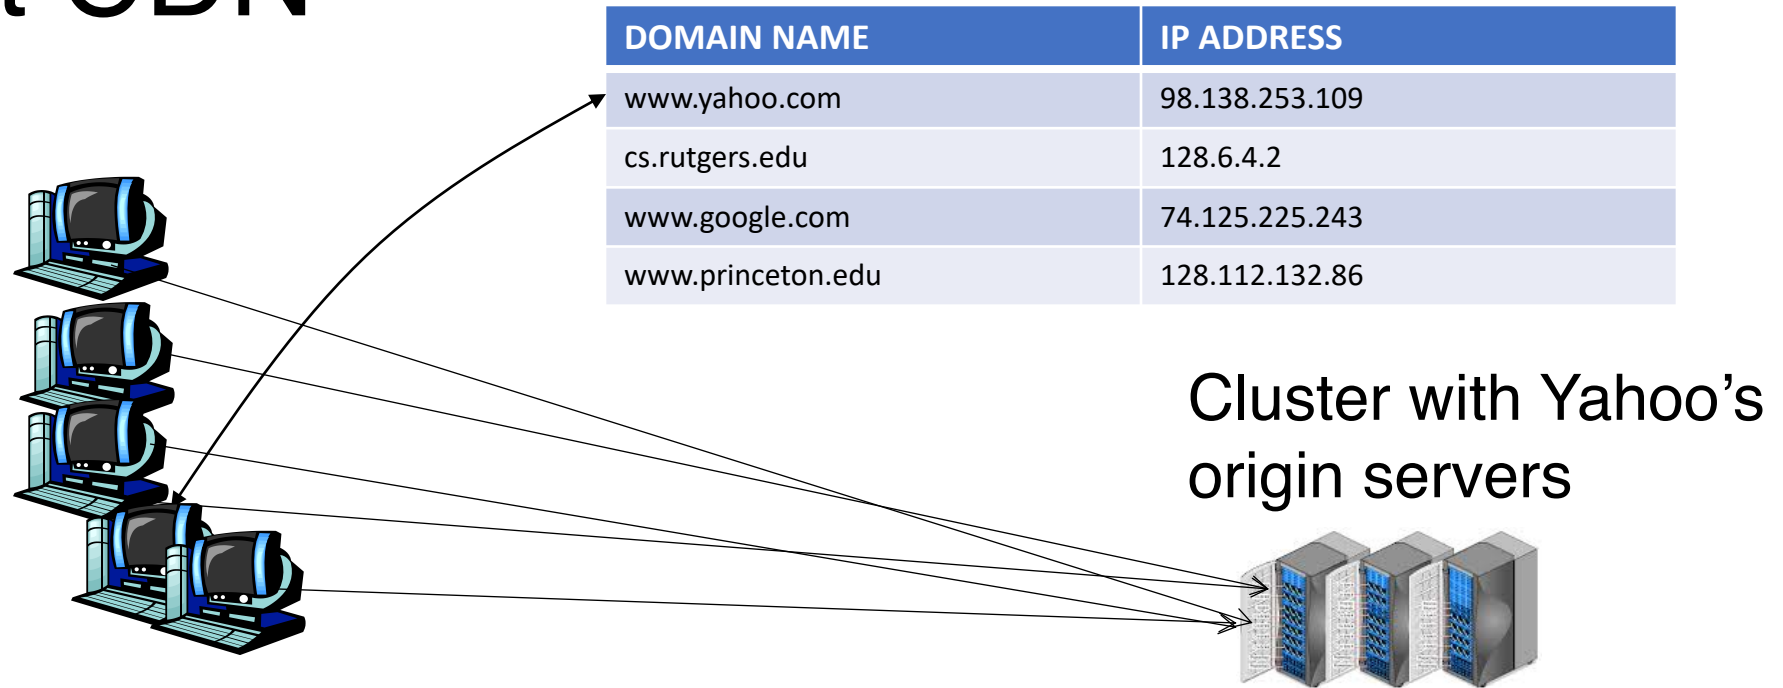 t CDN
DOMAIN NAME IP ADDRESS
www.yahoo.com 98.138.253.109
cs.rutgers.edu 128.6.4.2
www.google.com 74.125.225.243
www.princeton.edu 128.112.132.86
Cluster with Yahoo’s
origin servers